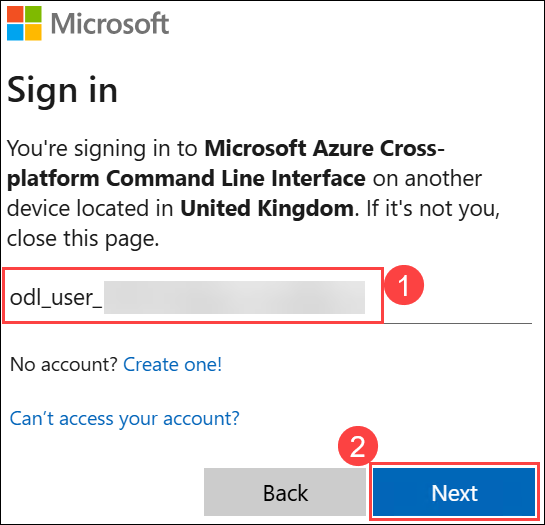 Microsoft
Sign in
You're signing in to Microsoft Azure Cross-
platform Command Line Interface on another
device located in United Kingdom. If it's not you,
close this page.
odl_user_
1
No account? Create one!
Can't access your account?
2
Back
Next